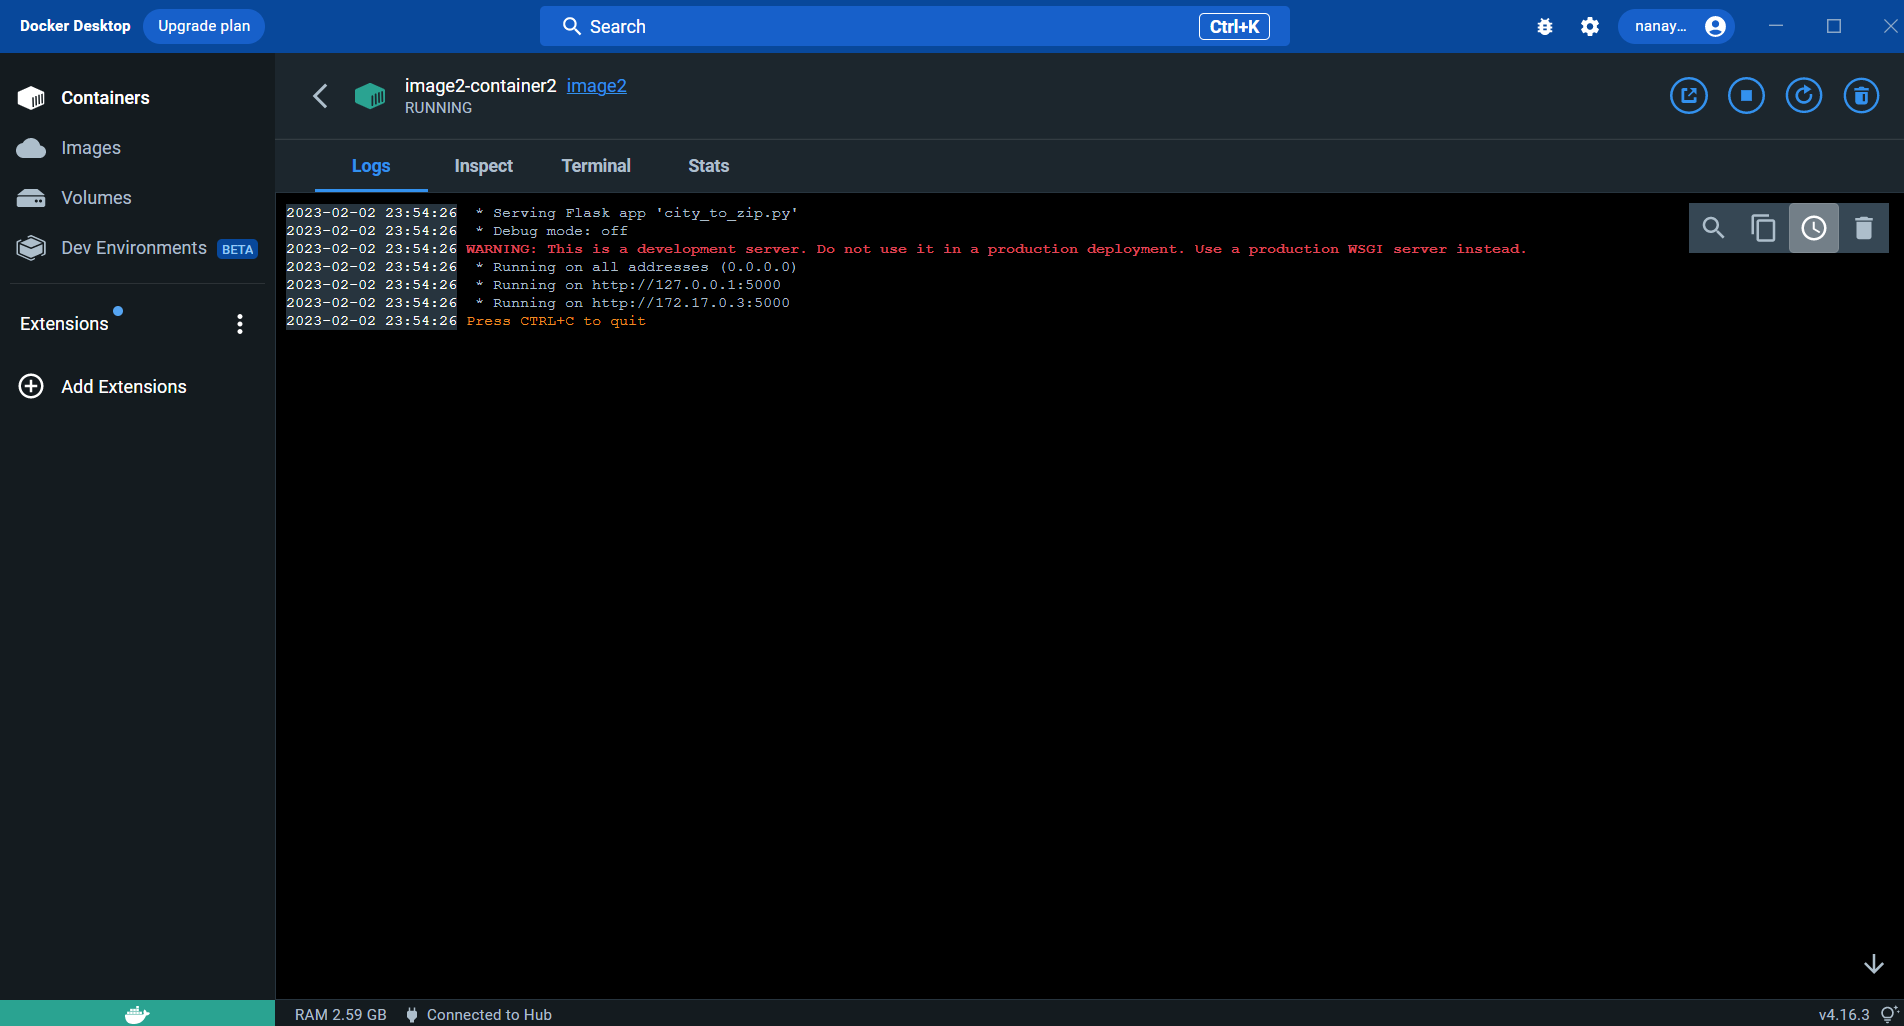 Docker Desktop Upgrade plan Search Ctrl+K nanay...
Containers
Images
Volumes
Dev Environments BETA
Extensions
Add Extensions
image2-container2 image2
RUNNING
Logs Inspect Terminal Stats
2023-02-02 23:54:26 * Serving Flask app 'city_to_zip.py'
2023-02-02 23:54:26 * Debug mode: off
2023-02-02 23:54:26 WARNING: This is a development server. Do not use it in a production deployment. Use a production WSGI server instead.
2023-02-02 23:54:26 * Running on all addresses (0.0.0.0)
2023-02-02 23:54:26 * Running on http://127.0.0.1:5000
2023-02-02 23:54:26 * Running on http://172.17.0.3:5000
2023-02-02 23:54:26 Press CTRL+C to quit
RAM 2.59 GB Connected to Hub v4.16.3